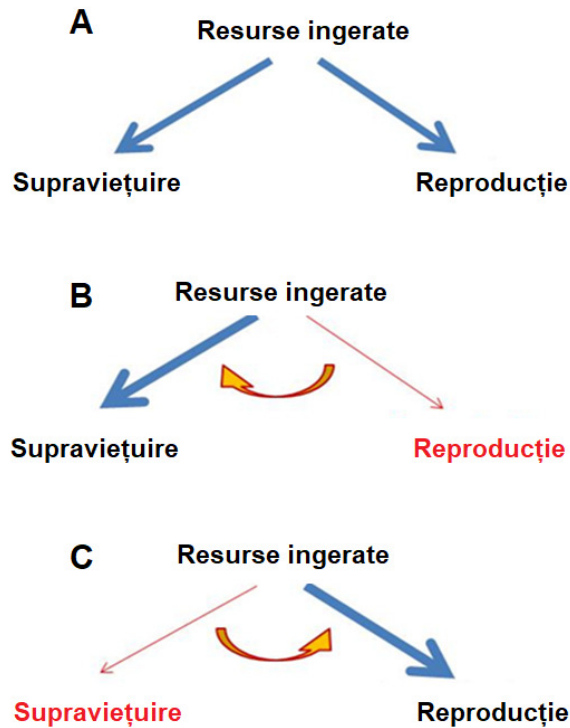 A
Resurse ingerate
Supraviețuire Reproducție
B
Resurse ingerate
Supraviețuire Reproducție
C
Resurse ingerate
Supraviețuire Reproducție